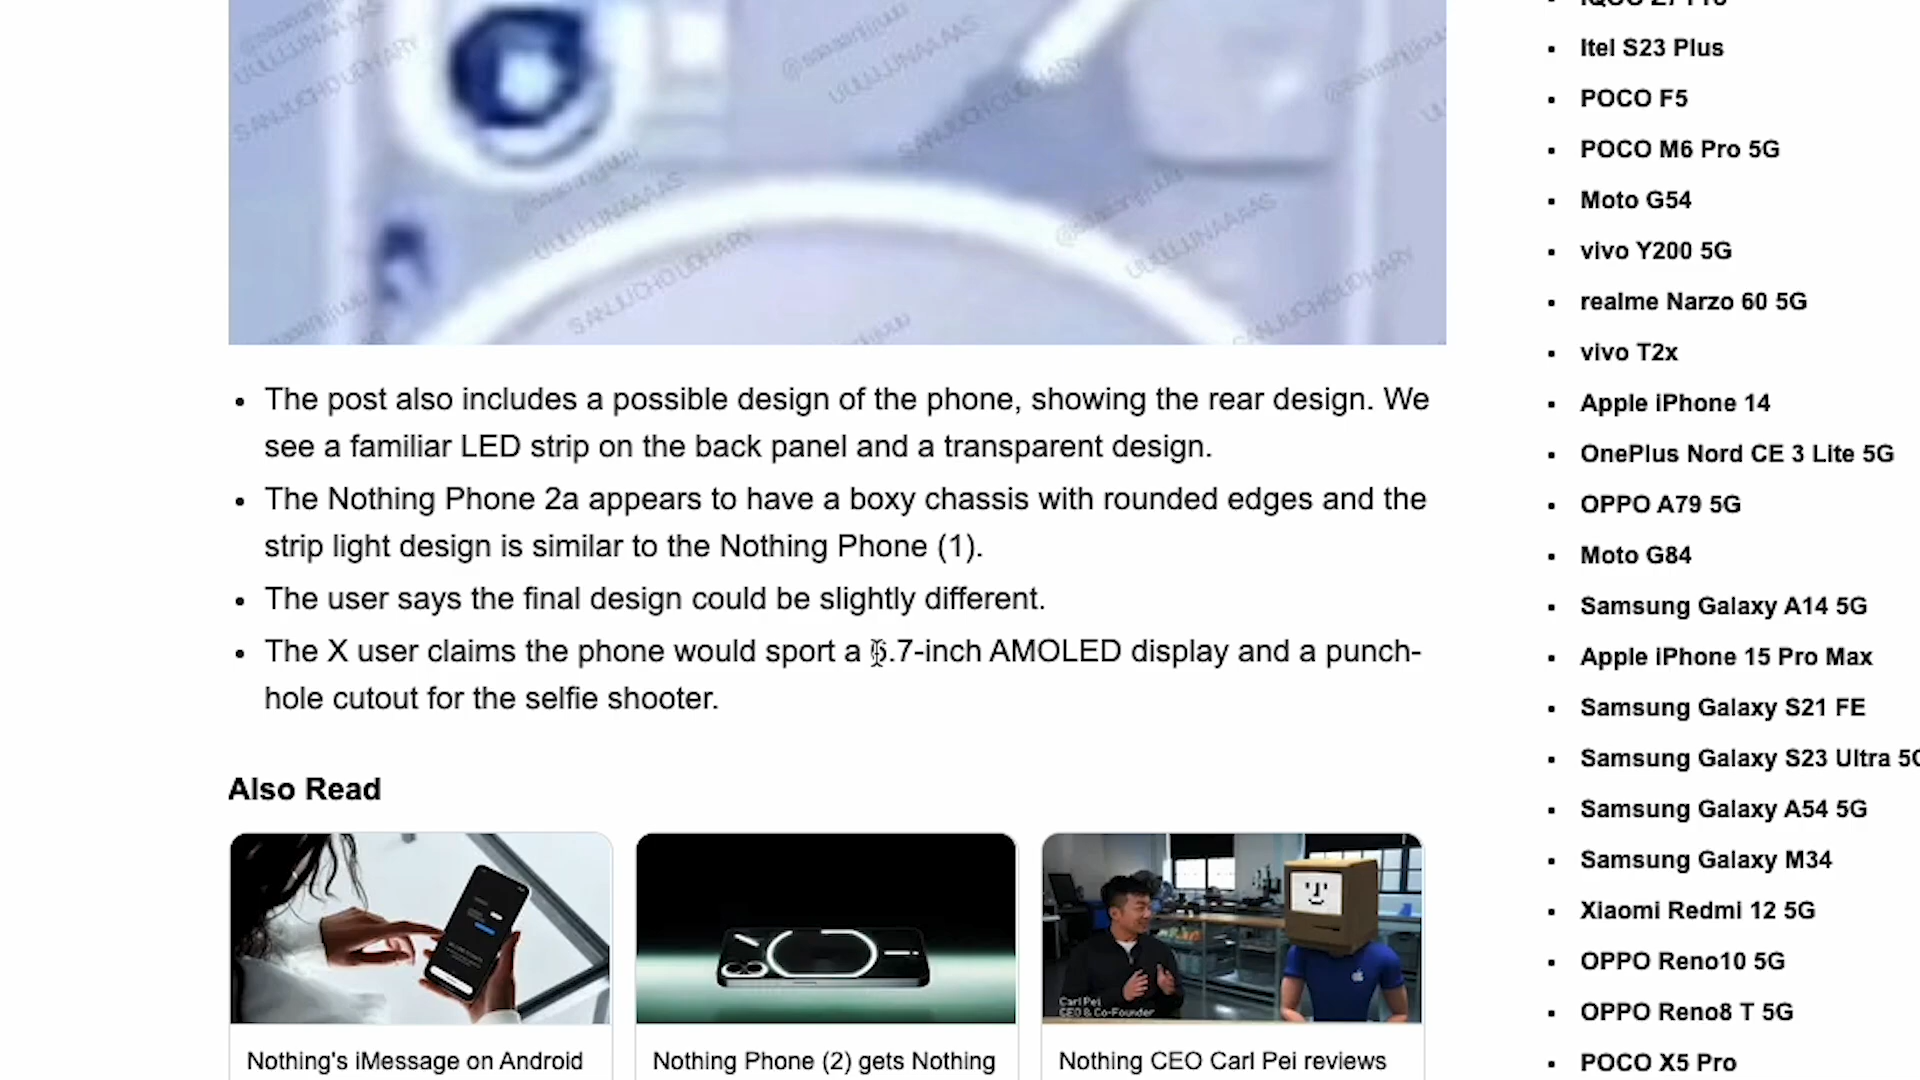 SANJUCHOUDHARY
• The post also includes a possible design of the phone, showing the rear design. We
see a familiar LED strip on the back panel and a transparent design.
• The Nothing Phone 2a appears to have a boxy chassis with rounded edges and the
strip light design is similar to the Nothing Phone (1).
• The user says the final design could be slightly different.
• The X user claims the phone would sport a 6.7-inch AMOLED display and a punch-
hole cutout for the selfie shooter.
Also Read
Carl Pei
CEO & Co-Founder
Nothing's iMessage on Android
Nothing Phone (2) gets Nothing
Nothing CEO Carl Pei reviews
Itel S23 Plus
POCO F5
POCO M6 Pro 5G
Moto G54
vivo Y200 5G
realme Narzo 60 5G
vivo T2x
Apple iPhone 14
OnePlus Nord CE 3 Lite 5G
OPPO A79 5G
Moto G84
Samsung Galaxy A14 5G
Apple iPhone 15 Pro Max
Samsung Galaxy S21 FE
Samsung Galaxy S23 Ultra 5G
Samsung Galaxy A54 5G
Samsung Galaxy M34
Xiaomi Redmi 12 5G
OPPO Reno10 5G
OPPO Reno8 T 5G
POCO X5 Pro